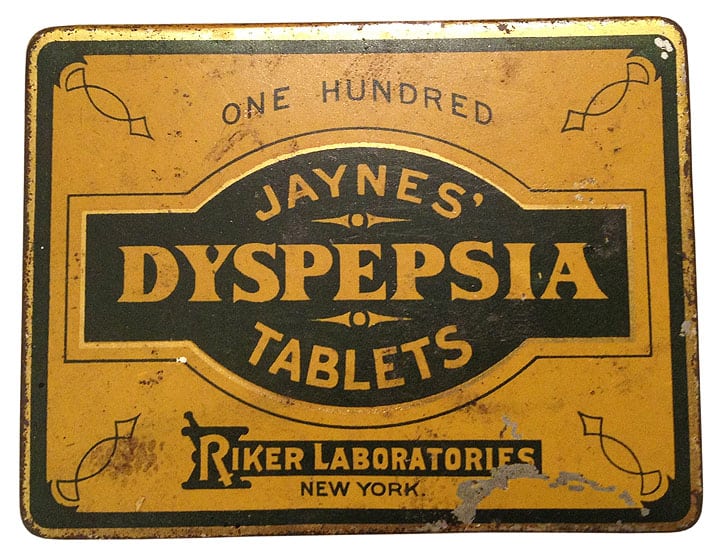 ONE HUNDRED
JAYNES'
DYSPEPSIA
TABLETS
RIKER LABORATORIES
NEW YORK.